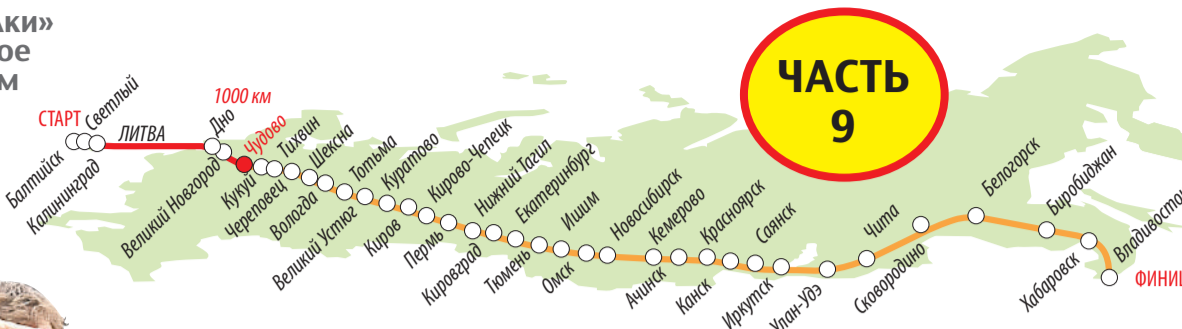 АКИ»
ое
м
ЧАСТЬ
9
СТАРТ
Балтийск
Светлый
Калининград
ЛИТВА
Дно
1000 км
Великий Новгород
Чудово
Кукуй
Тихвин
Череповец
Шексна
Вологда
Тотьма
Великий Устюг
Куратово
Киров
Кирово-Чепецк
Пермь
Нижний Тагил
Кировград
Екатеринбург
Тюмень
Ишим
Омск
Новосибирск
Ачинск
Кемерово
Канск
Красноярск
Иркутск
Саянск
Улан-Удэ
Чита
Сковородино
Белогорск
Биробиджан
Хабаровск
Владивосток
ФИНИШ